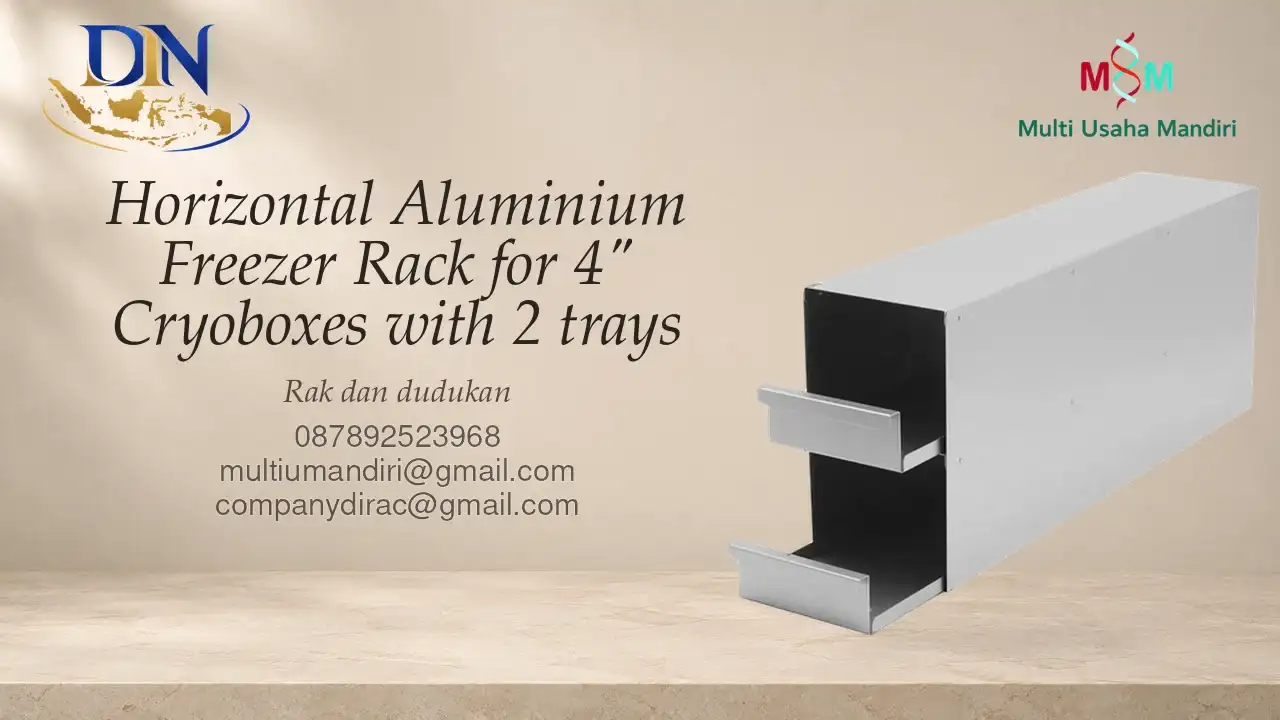 DIN
M M
Multi Usaha Mandiri
Horizontal Aluminium
Freezer Rack for 4"
Cryoboxes with 2 trays
Rak dan dudukan
087892523968
multiumandiri@gmail.com
companydirac@gmail.com